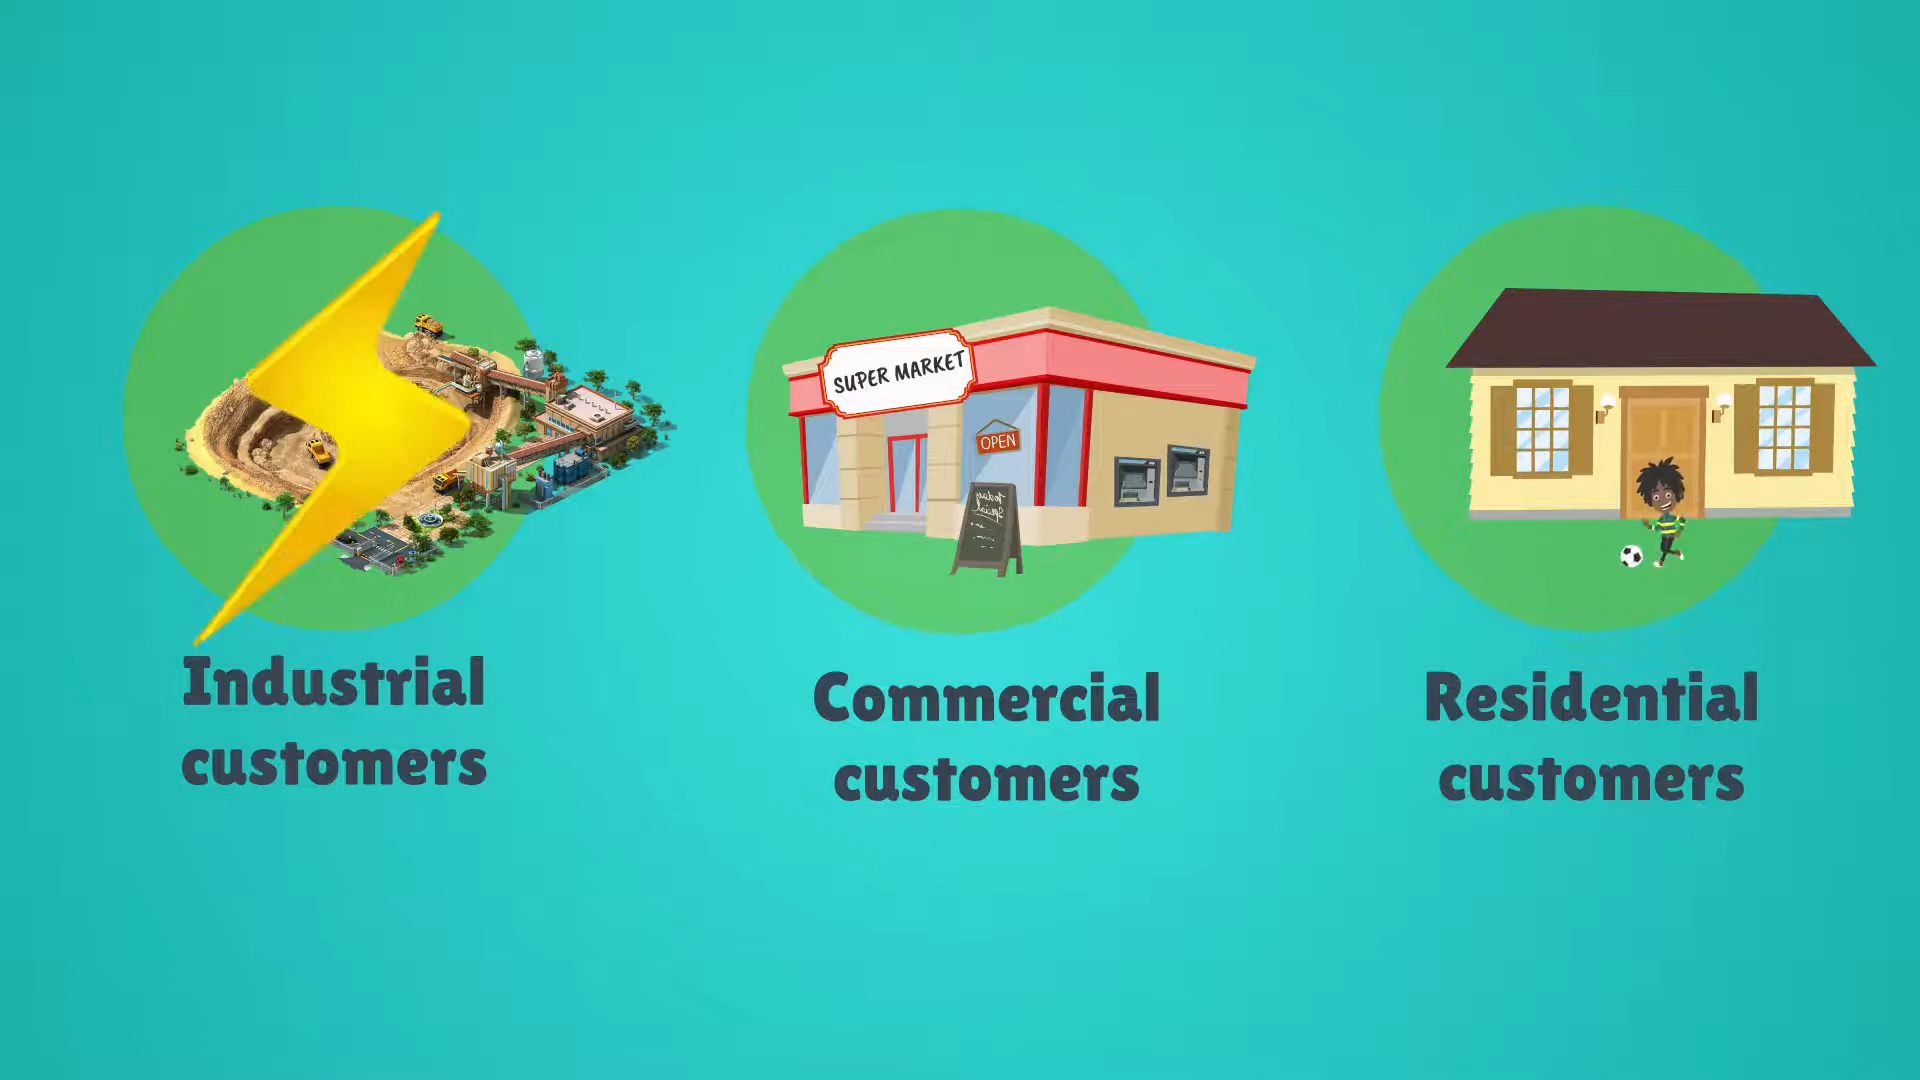 SUPER MARKET
OPEN
Industrial
customers
Commercial
customers
Residential
customers